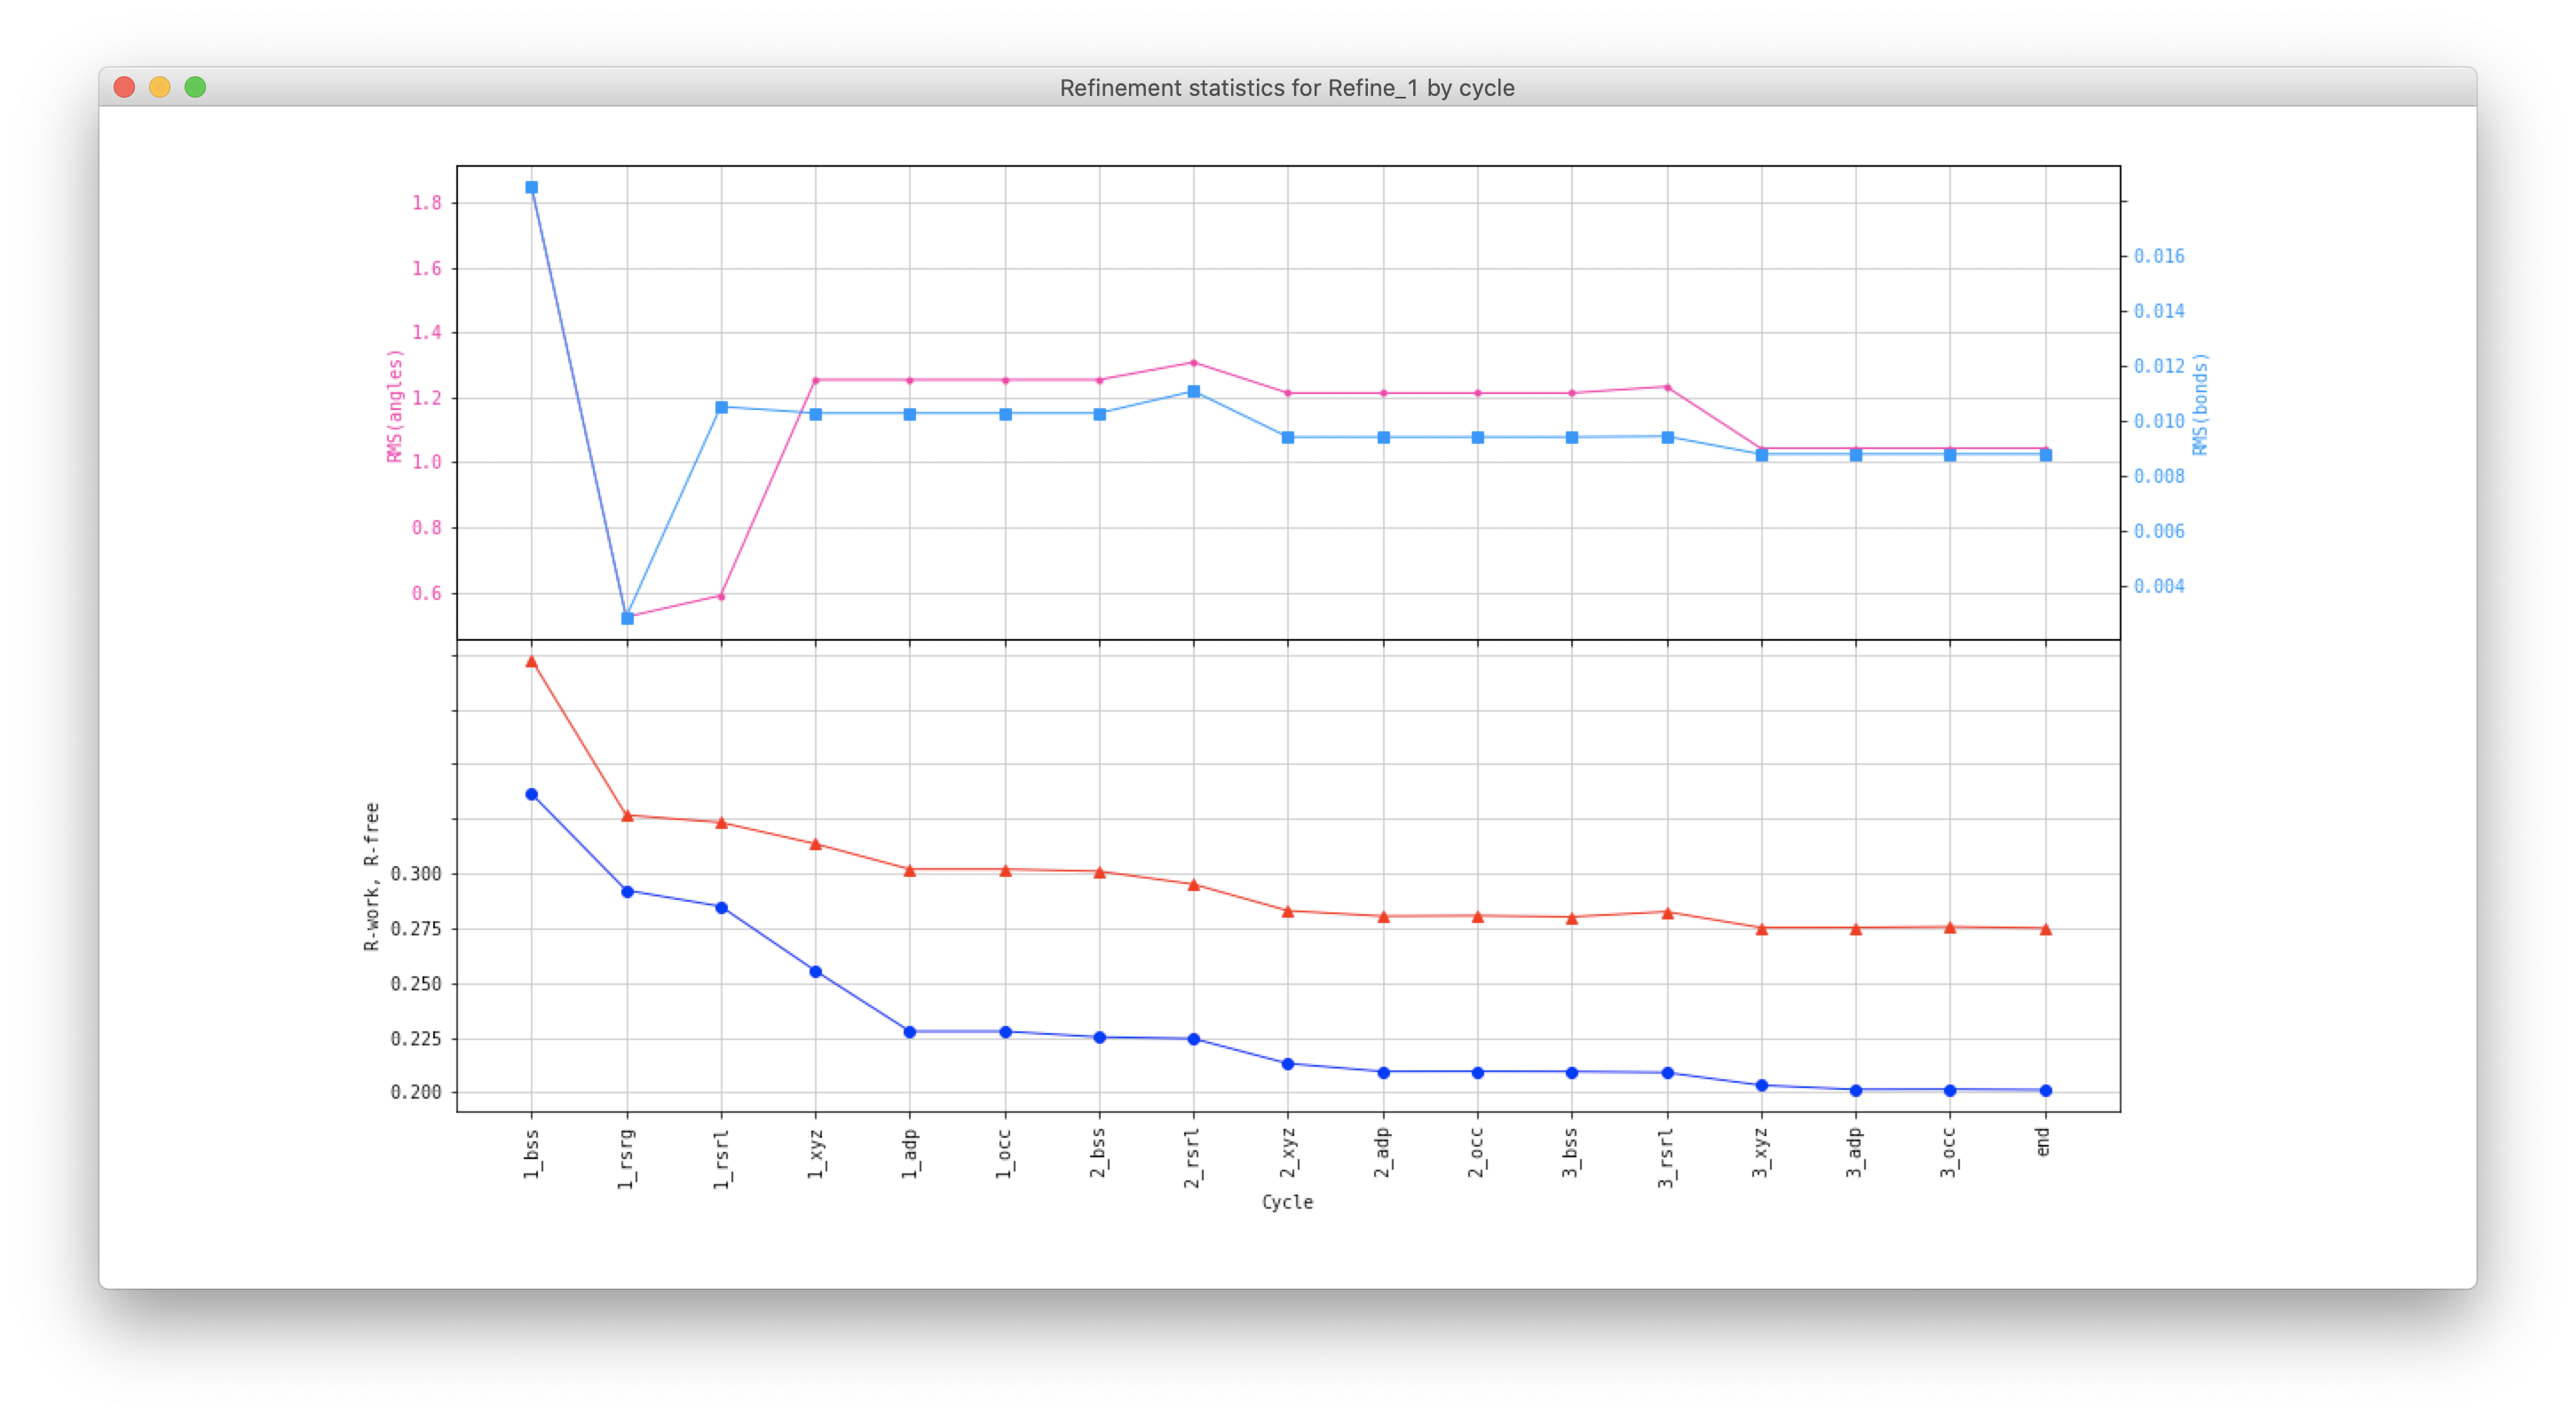 Refinement statistics for Refine_1 by cycle
RMS(angles)
1.8
1.6
1.4
1.2
1.0
0.8
0.6
RMS(bonds)
0.016
0.014
0.012
0.010
0.008
0.006
0.004
R-work, R-free
0.300
0.275
0.250
0.225
0.200
1_bss
1_rsrg
1_rsrl
1_xyz
1_adp
1_occ
2_bss
2_rsrl
2_xyz
2_adp
2_occ
3_bss
3_rsrl
3_xyz
3_adp
3_occ
end
Cycle